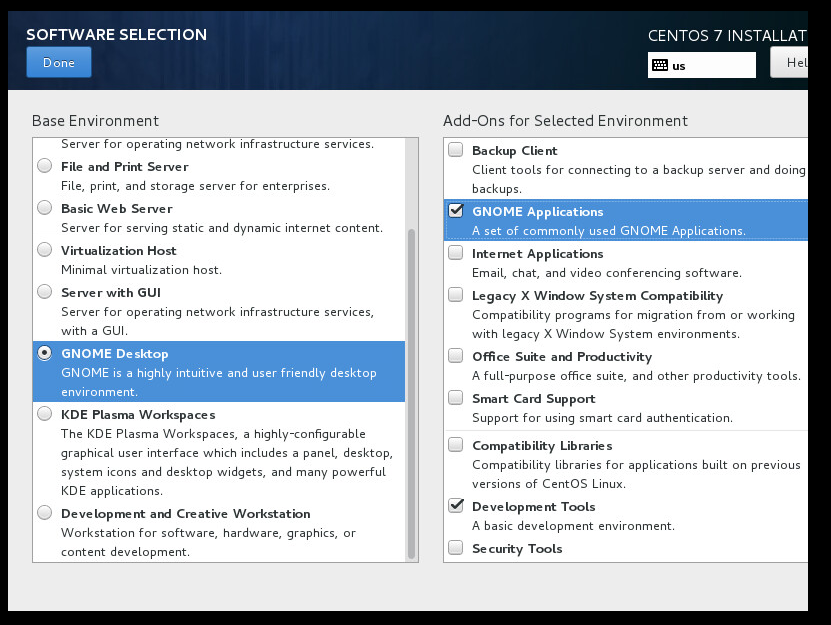 SOFTWARE SELECTION
CENTOS 7 INSTALLAT
Done
us
Hel
Base Environment
Server for operating network infrastructure services.
File and Print Server
File, print, and storage server for enterprises.
Basic Web Server
Server for serving static and dynamic internet content.
Virtualization Host
Minimal virtualization host.
Server with GUI
Server for operating network infrastructure services,
with a GUI.
GNOME Desktop
GNOME is a highly intuitive and user friendly desktop
environment.
KDE Plasma Workspaces
The KDE Plasma Workspaces, a highly-configurable
graphical user interface which includes a panel, desktop,
system icons and desktop widgets, and many powerful
KDE applications.
Development and Creative Workstation
Workstation for software, hardware, graphics, or
content development.
Add-Ons for Selected Environment
Backup Client
Client tools for connecting to a backup server and doing
backups.
GNOME Applications
A set of commonly used GNOME Applications.
Internet Applications
Email, chat, and video conferencing software.
Legacy X Window System Compatibility
Compatibility programs for migration from or working
with legacy X Window System environments.
Office Suite and Productivity
A full-purpose office suite, and other productivity tools.
Smart Card Support
Support for using smart card authentication.
Compatibility Libraries
Compatibility libraries for applications built on previous
versions of CentOS Linux.
Development Tools
A basic development environment.
Security Tools